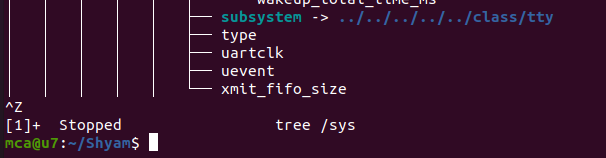 wakeup_total_time_ms
subsystem -> ../../../../../class/tty
type
uartclk
uevent
xmit_fifo_size
^Z
[1]+  Stopped                 tree /sys
mca@u7:~/Shyam$